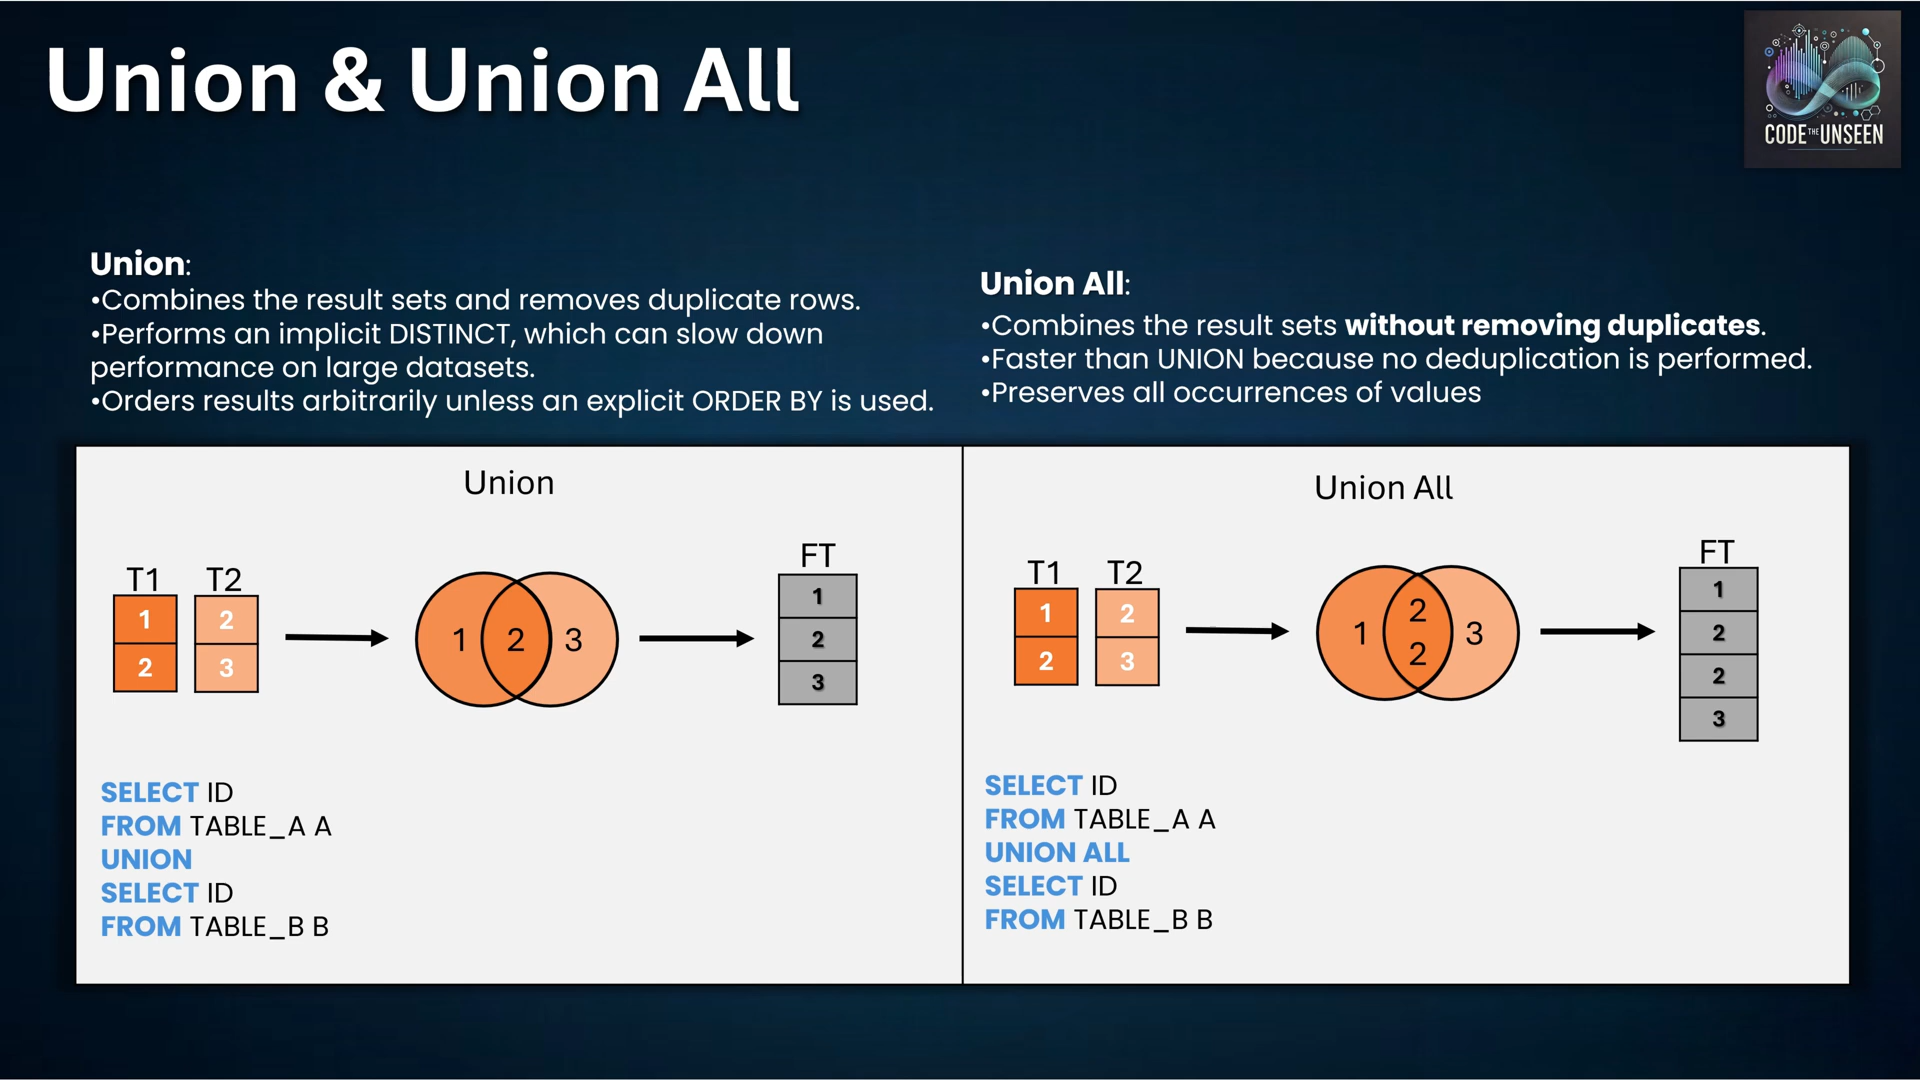 Union & Union All
CODE THE UNSEEN
Union:
•Combines the result sets and removes duplicate rows.
•Performs an implicit DISTINCT, which can slow down
performance on large datasets.
•Orders results arbitrarily unless an explicit ORDER BY is used.
Union All:
•Combines the result sets without removing duplicates.
•Faster than UNION because no deduplication is performed.
•Preserves all occurrences of values
Union
T1 T2
1 2
2 3
1 2 3
FT
1
2
3
SELECT ID
FROM TABLE_A A
UNION
SELECT ID
FROM TABLE_B B
Union All
T1 T2
1 2
2 3
2
1 3
2
FT
1
2
2
3
SELECT ID
FROM TABLE_A A
UNION ALL
SELECT ID
FROM TABLE_B B